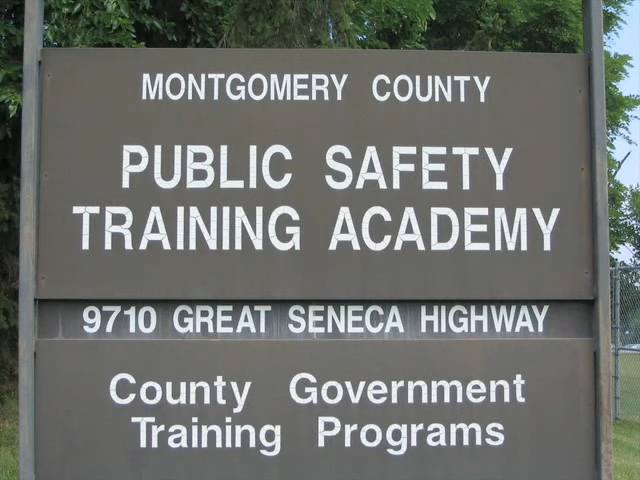 MONTGOMERY COUNTY
PUBLIC SAFETY
TRAINING ACADEMY
9710 GREAT SENECA HIGHWAY
County Government
Training Programs